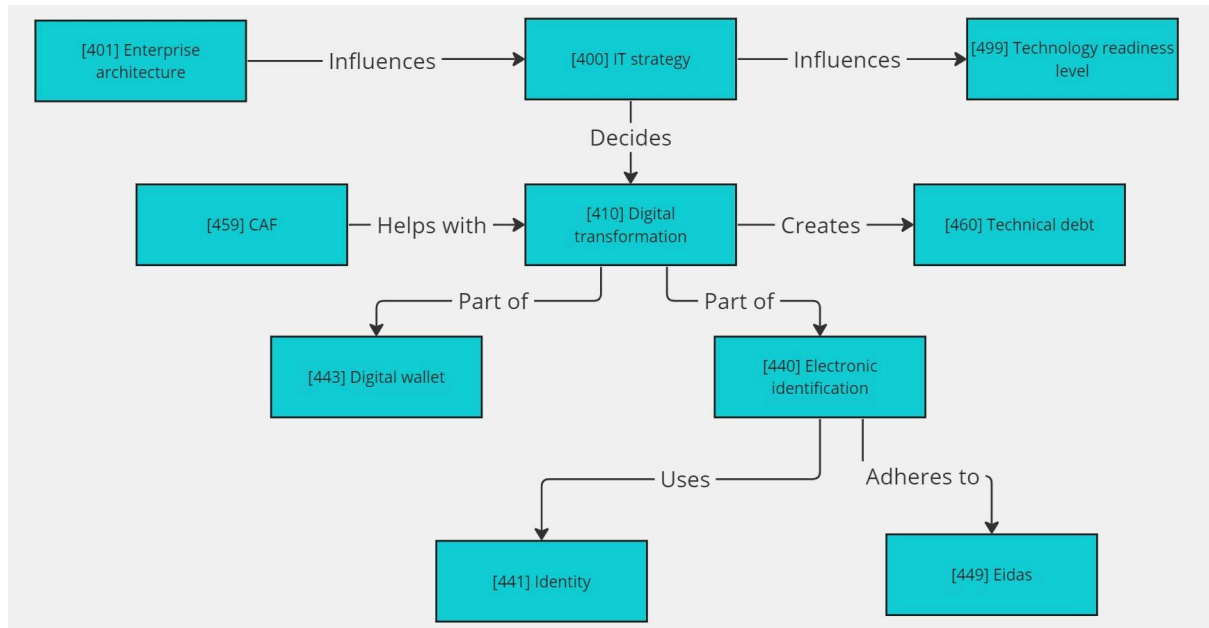 [401] Enterprise
architecture
Influences
[400] IT strategy
Influences
[499] Technology readiness
level
Decides
[459] CAF
Helps with
[410] Digital
transformation
Creates
[460] Technical debt
Part of
Part of
[443] Digital wallet
[440] Electronic
identification
Uses
Adheres to
[441] Identity
[449] Eidas